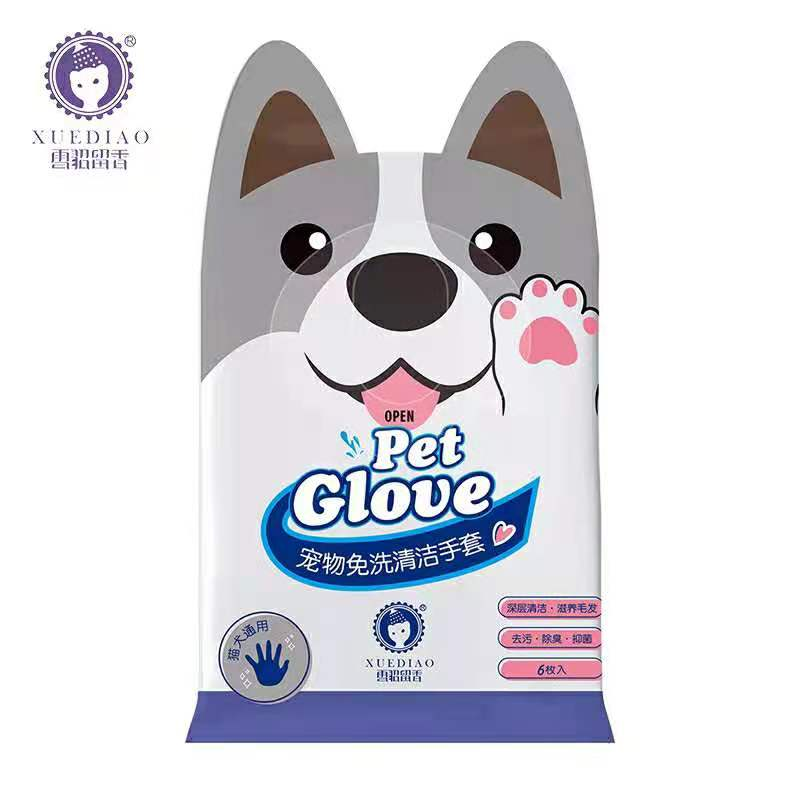 ®
XUEDIAO
雪貂留香
OPEN
Pet
Glove
宠物免洗清洁手套
猫犬通用
®
XUEDIAO
雪貂留香
深层清洁·滋养毛发
去污·除臭·抑菌
6枚入